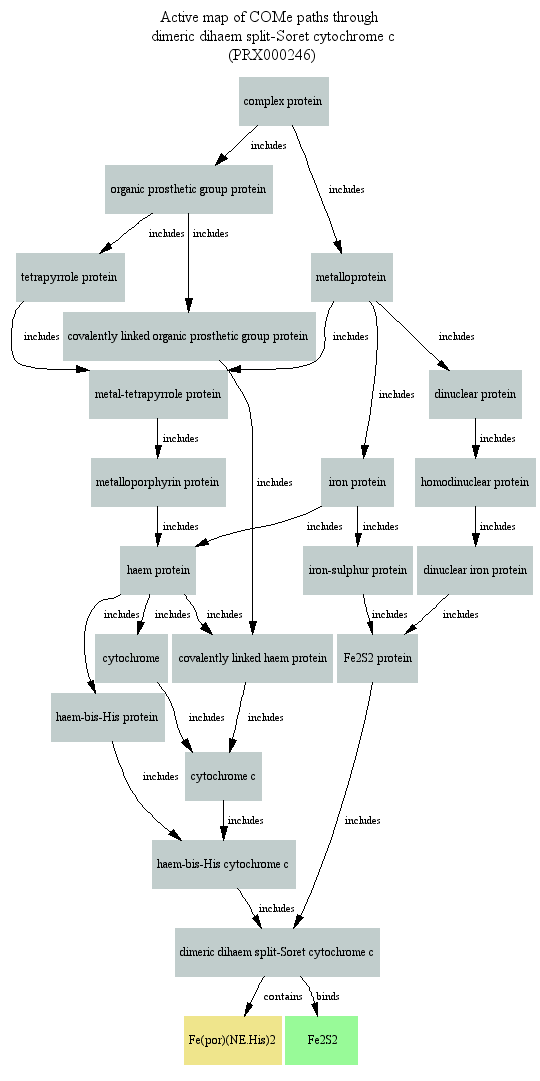 Active map of COMe paths through
dimeric dihaem split-Soret cytochrome c
(PRX000246)
complex protein
includes
organic prosthetic group protein
includes
includes
includes
tetrapyrrole protein
metalloprotein
includes
covalently linked organic prosthetic group protein
includes
includes
metal-tetrapyrrole protein
includes
dinuclear protein
includes
includes
metalloporphyrin protein
includes
iron protein
homodinuclear protein
includes
includes
includes
includes
haem protein
iron-sulphur protein
dinuclear iron protein
includes
includes
includes
includes
includes
cytochrome
covalently linked haem protein
Fe2S2 protein
haem-bis-His protein
includes
includes
cytochrome c
includes
includes
includes
haem-bis-His cytochrome c
includes
dimeric dihaem split-Soret cytochrome c
contains
binds
Fe(por)(NE.His)2
Fe2S2